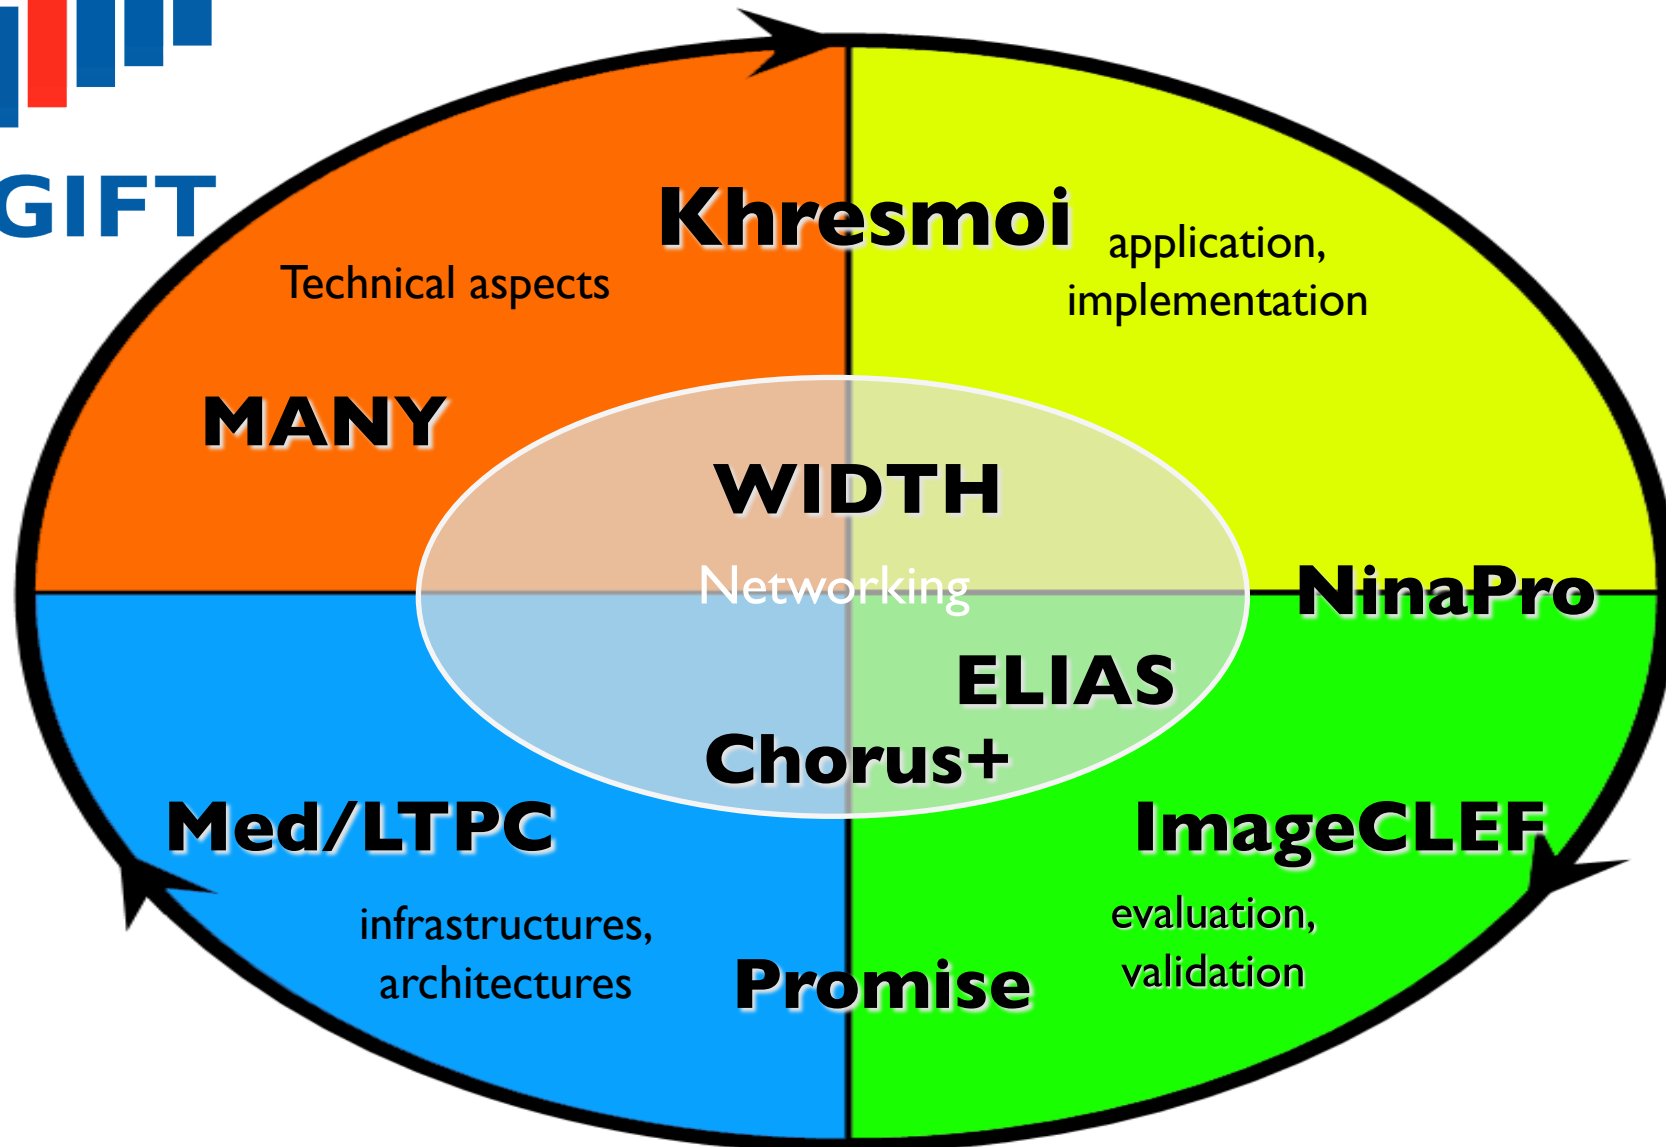 GIFT
Khresmoi
application,
implementation
Technical aspects
MANY
WIDTH
Networking
NinaPro
ELIAS
Chorus+
Med/LTPC
ImageCLEF
infrastructures,
architectures
evaluation,
validation
Promise